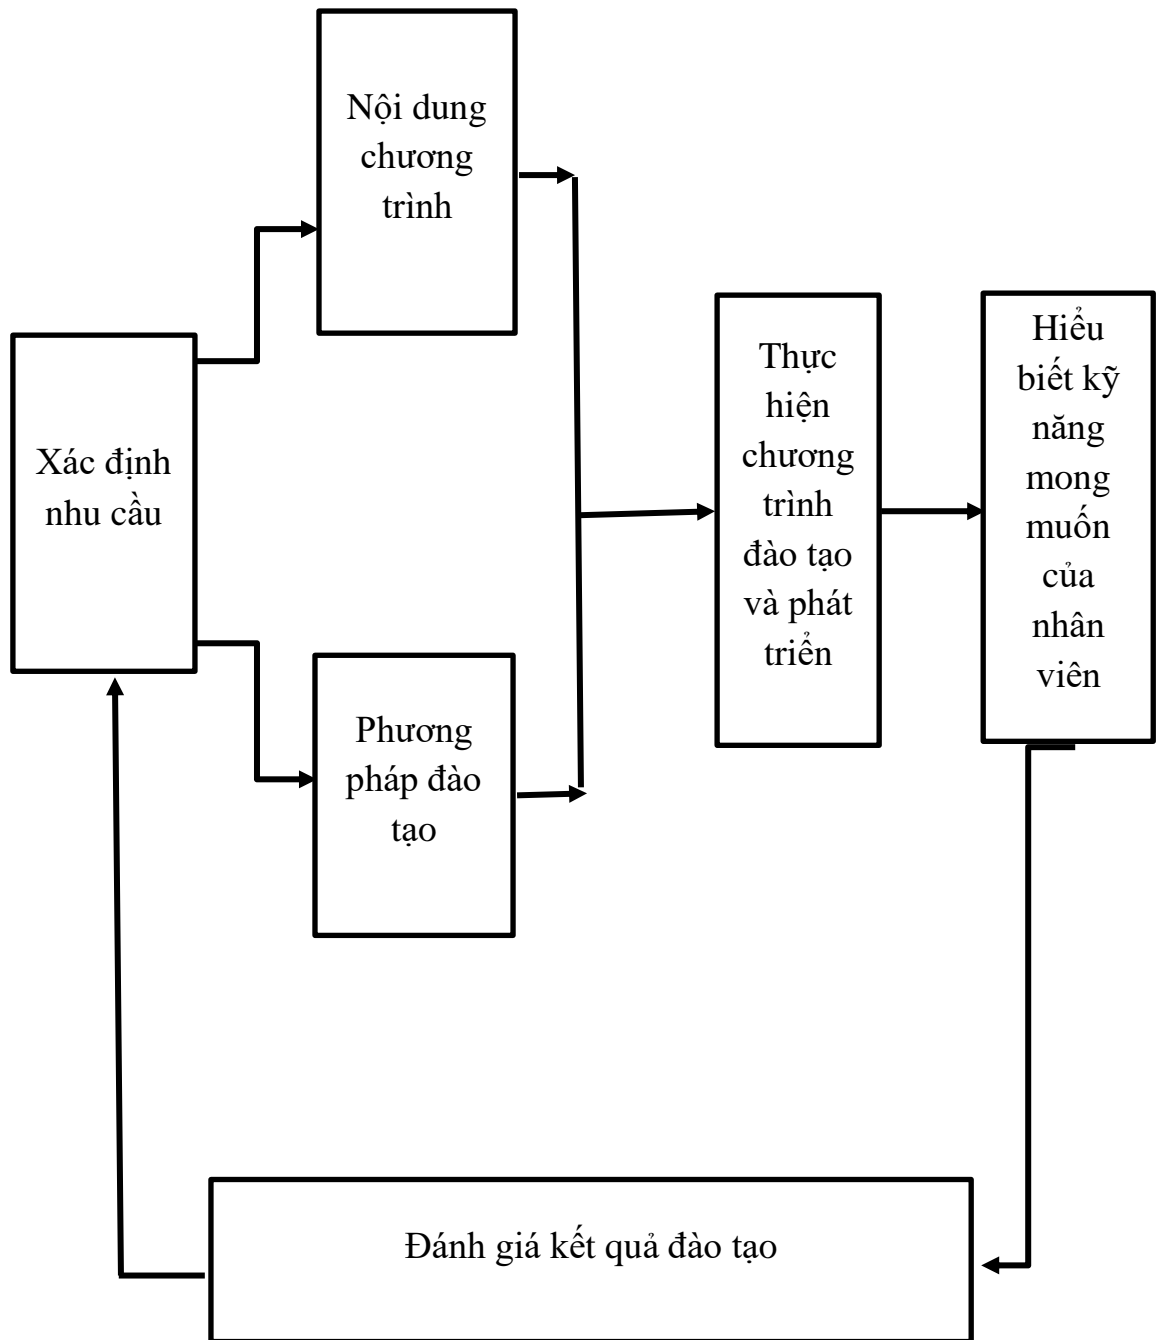 Nội dung
chương
trình
Xác định
nhu cầu
Phương
pháp đào
tạo
Thực
hiện
chương
trình
đào tạo
và phát
triển
Hiểu
biết kỹ
năng
mong
muốn
của
nhân
viên
Đánh giá kết quả đào tạo